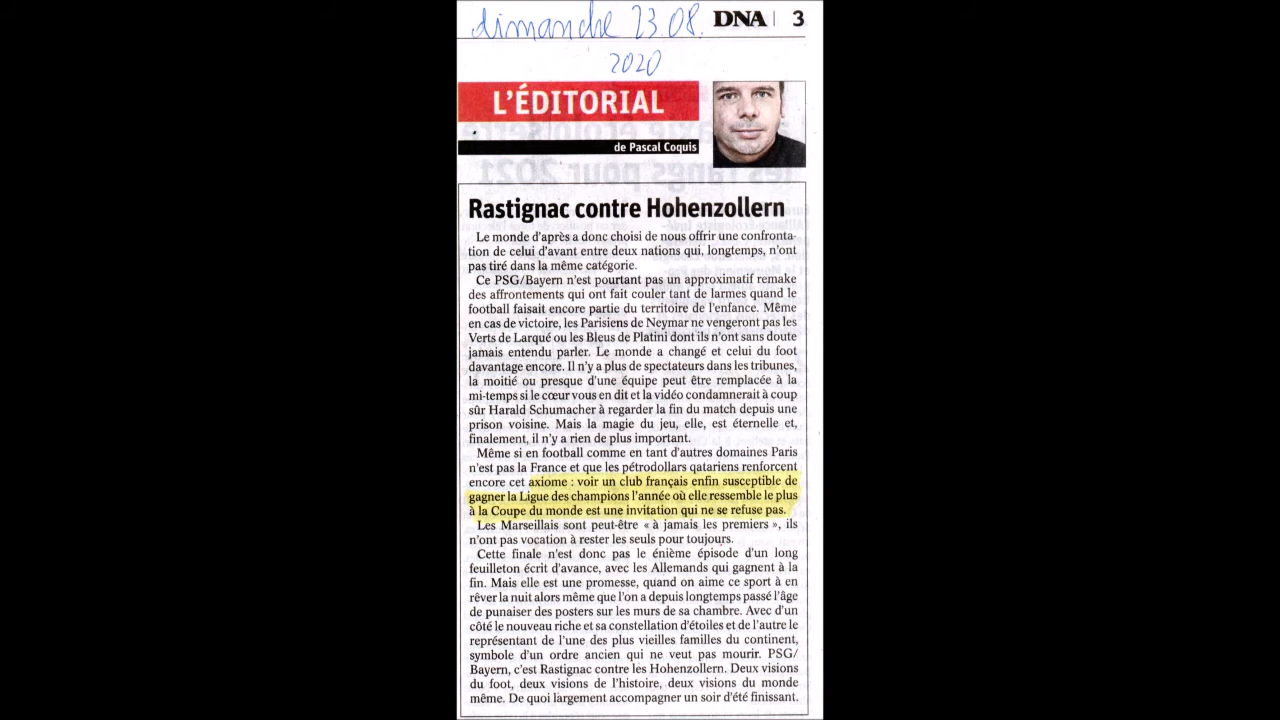 dimanche 23.08.
2020
DNA | 3
L'ÉDITORIAL
de Pascal Coquis
Rastignac contre Hohenzollern
Le monde d'après a donc choisi de nous offrir une confronta-
tion de celui d'avant entre deux nations qui, longtemps, n'ont
pas tiré dans la même catégorie.
Ce PSG/Bayern n'est pourtant pas un approximatif remake
des affrontements qui ont fait couler tant de larmes quand le
football faisait encore partie du territoire de l'enfance. Même
en cas de victoire, les Parisiens de Neymar ne vengeront pas les
Verts de Larqué ou les Bleus de Platini dont ils n'ont sans doute
jamais entendu parler. Le monde a changé et celui du foot
davantage encore. Il n'y a plus de spectateurs dans les tribunes,
la moitié ou presque d'une équipe peut être remplacée à la
mi-temps si le cœur vous en dit et la vidéo condamnerait à coup
sûr Harald Schumacher à regarder la fin du match depuis une
prison voisine. Mais la magie du jeu, elle, est éternelle et,
finalement, il n'y a rien de plus important.
Même si en football comme en tant d'autres domaines Paris
n'est pas la France et que les pétrodollars qatariens renforcent
encore cet axiome : voir un club français enfin susceptible de
gagner la Ligue des champions l'année où elle ressemble le plus
à la Coupe du monde est une invitation qui ne se refuse pas.
Les Marseillais sont peut-être « à jamais les premiers », ils
n'ont pas vocation à rester les seuls pour toujours.
Cette finale n'est donc pas le énième épisode d'un long
feuilleton écrit d'avance, avec les Allemands qui gagnent à la
fin. Mais elle est une promesse, quand on aime ce sport à en
rêver la nuit alors même que l'on a depuis longtemps passé l'âge
de punaiser des posters sur les murs de sa chambre. Avec d'un
côté le nouveau riche et sa constellation d'étoiles et de l'autre le
représentant de l'une des plus vieilles familles du continent,
symbole d'un ordre ancien qui ne veut pas mourir. PSG/
Bayern, c'est Rastignac contre les Hohenzollern. Deux visions
du foot, deux visions de l'histoire, deux visions du monde
même. De quoi largement accompagner un soir d'été finissant.